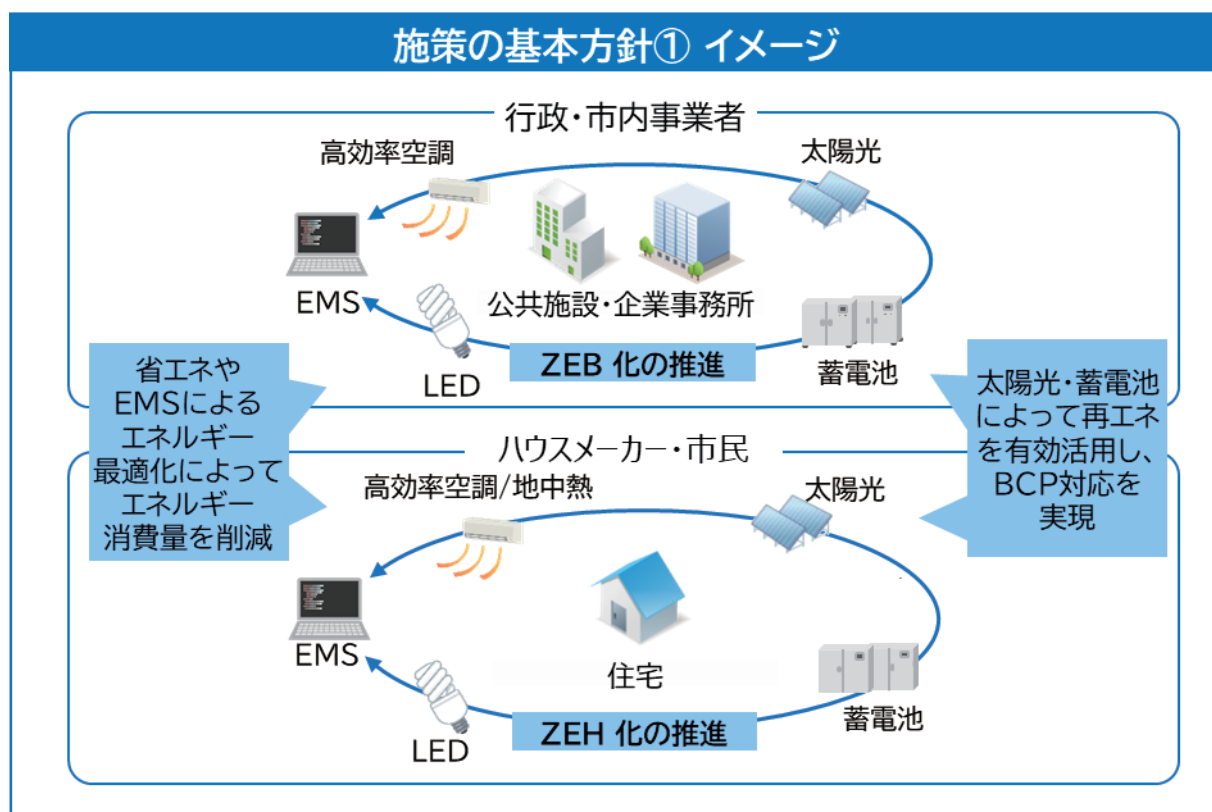 施策の基本方針① イメージ
行政・市内事業者
高効率空調
太陽光
EMS
公共施設・企業事務所
LED
ZEB 化の推進
蓄電池
省エネや
EMSによる
エネルギー
最適化によって
エネルギー
消費量を削減
太陽光・蓄電池
によって再エネ
を有効活用し、
BCP対応を
実現
ハウスメーカー・市民
高効率空調/地中熱
太陽光
EMS
住宅
LED
ZEH 化の推進
蓄電池